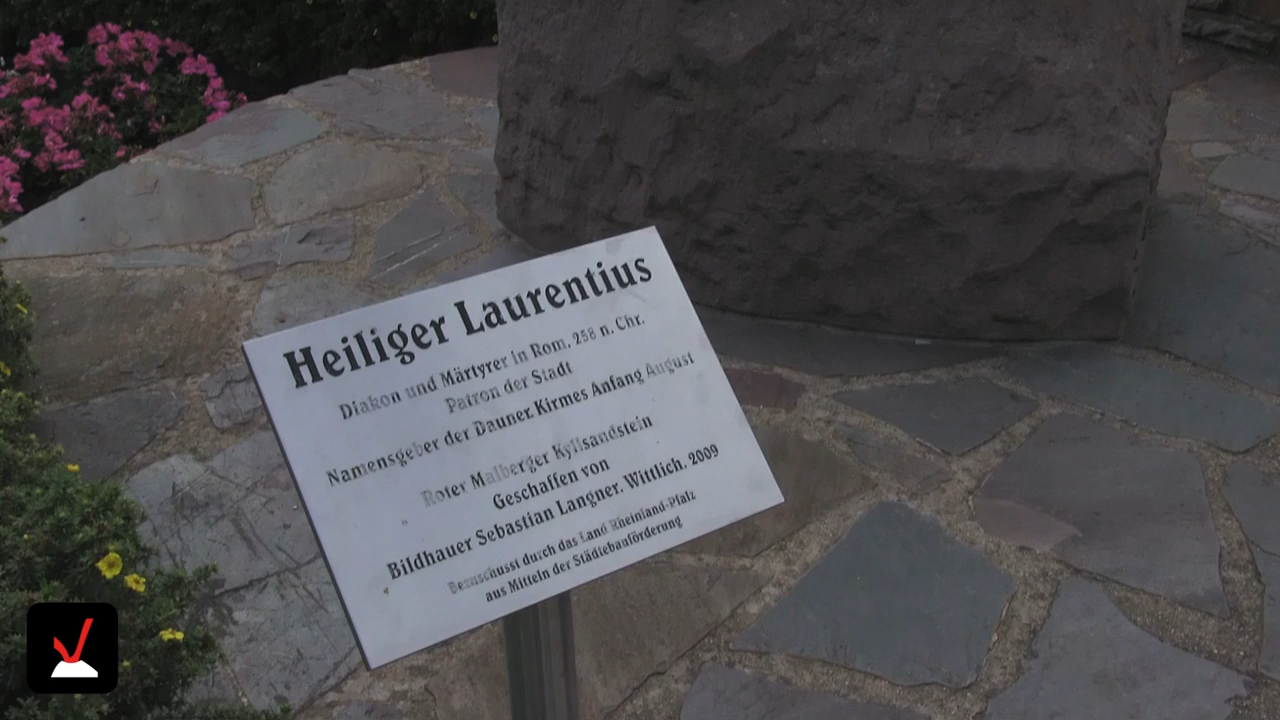 Heiliger Laurentius
Diakon und Märtyrer in Rom, 258 n. Chr.
Patron der Stadt
Namensgeber der Dauner Kirmes Anfang August
Roter Malberger Kyllsandstein
Geschaffen von
Bildhauer Sebastian Langner, Wittlich, 2009
Bezuschusst durch das Land Rheinland-Pfalz
aus Mitteln der Städtebauförderung